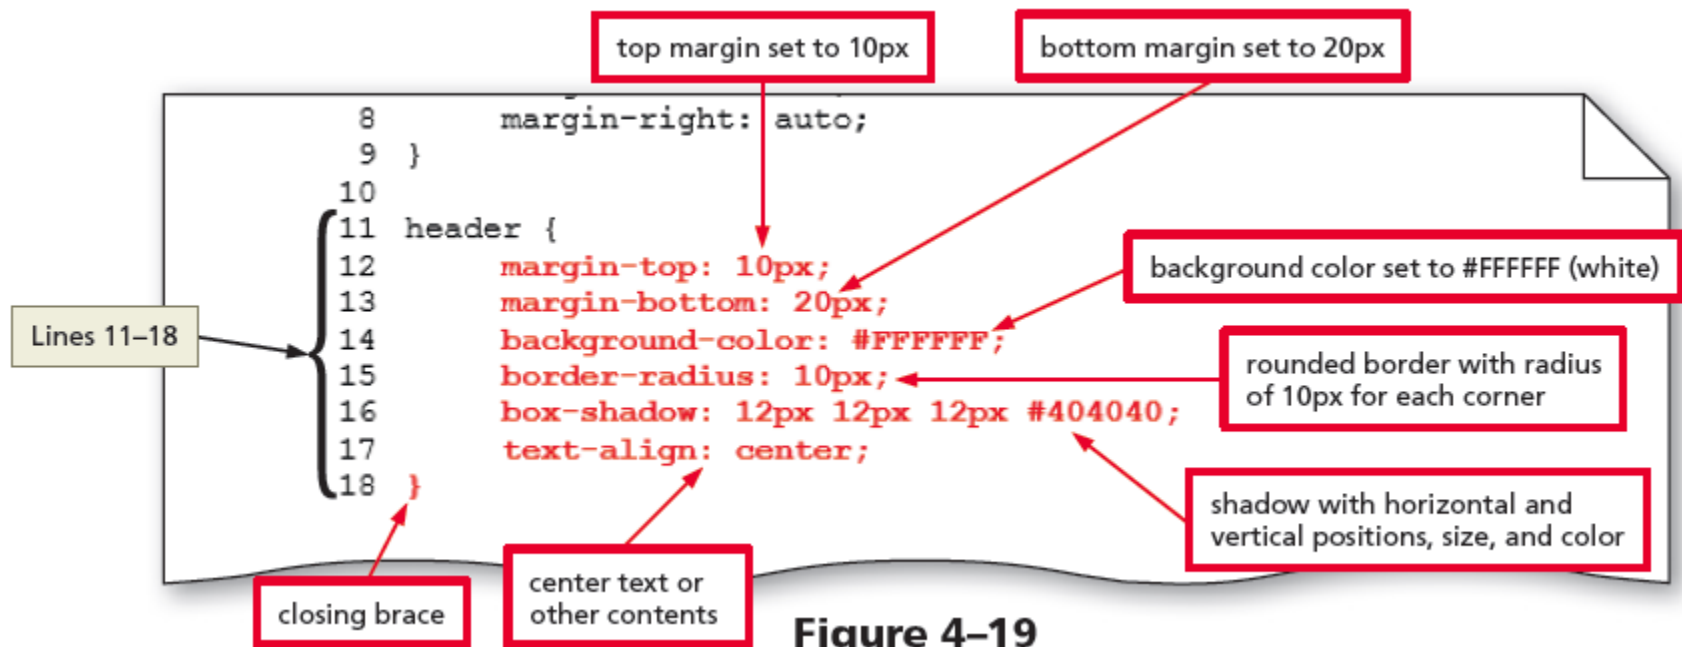 top margin set to 10px
bottom margin set to 20px
8 margin-right: auto;
9 }
10
11 header {
12 margin-top: 10px;
13 margin-bottom: 20px;
14 background-color: #FFFFFF;
15 border-radius: 10px;
16 box-shadow: 12px 12px 12px #404040;
17 text-align: center;
18 }
Lines 11–18
background color set to #FFFFFF (white)
rounded border with radius
of 10px for each corner
shadow with horizontal and
vertical positions, size, and color
center text or
other contents
closing brace
Figure 4–19